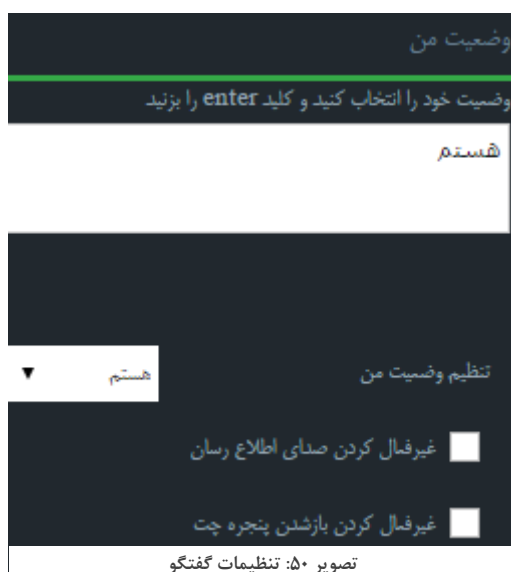 وضعیت من
وضعیت خود را انتخاب کنید و کلید enter را بزنید
هستم
تنظیم وضعیت من
هستم
غیرفعال کردن صدای اطلاع رسان
غیرفعال کردن بازشدن پنجره چت
تصویر ۵۰: تنظیمات گفتگو